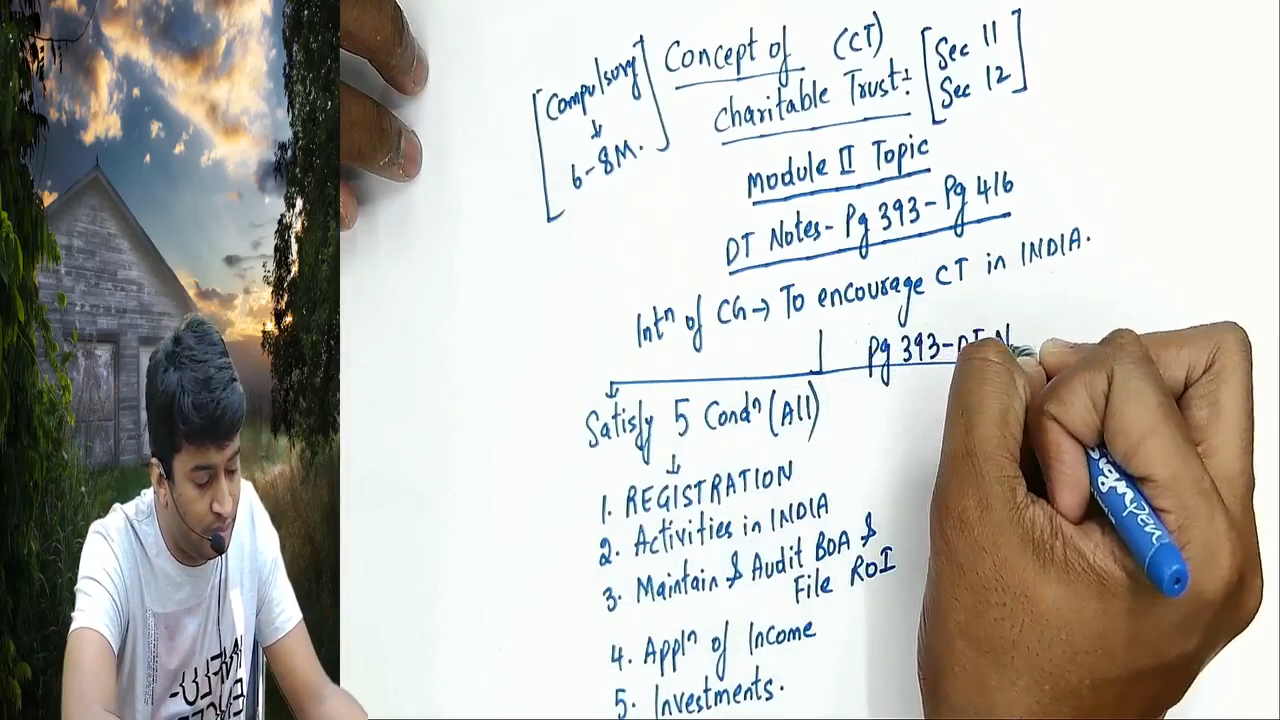 [Compulsory
↓
6-8M.]
Concept of (CT)
Charitable Trust:
[Sec 11
Sec 12]
Module II Topic
DT Notes- Pg 393- Pg 416
Intⁿ of CG → To encourage CT in INDIA.
Pg 393-DT N
Satisfy 5 Condⁿ (All)
↓
1. REGISTRATION
2. Activities in INDIA
3. Maintain & Audit BOA &
File ROI
4. Applⁿ of Income
5. Investments.
Signpen